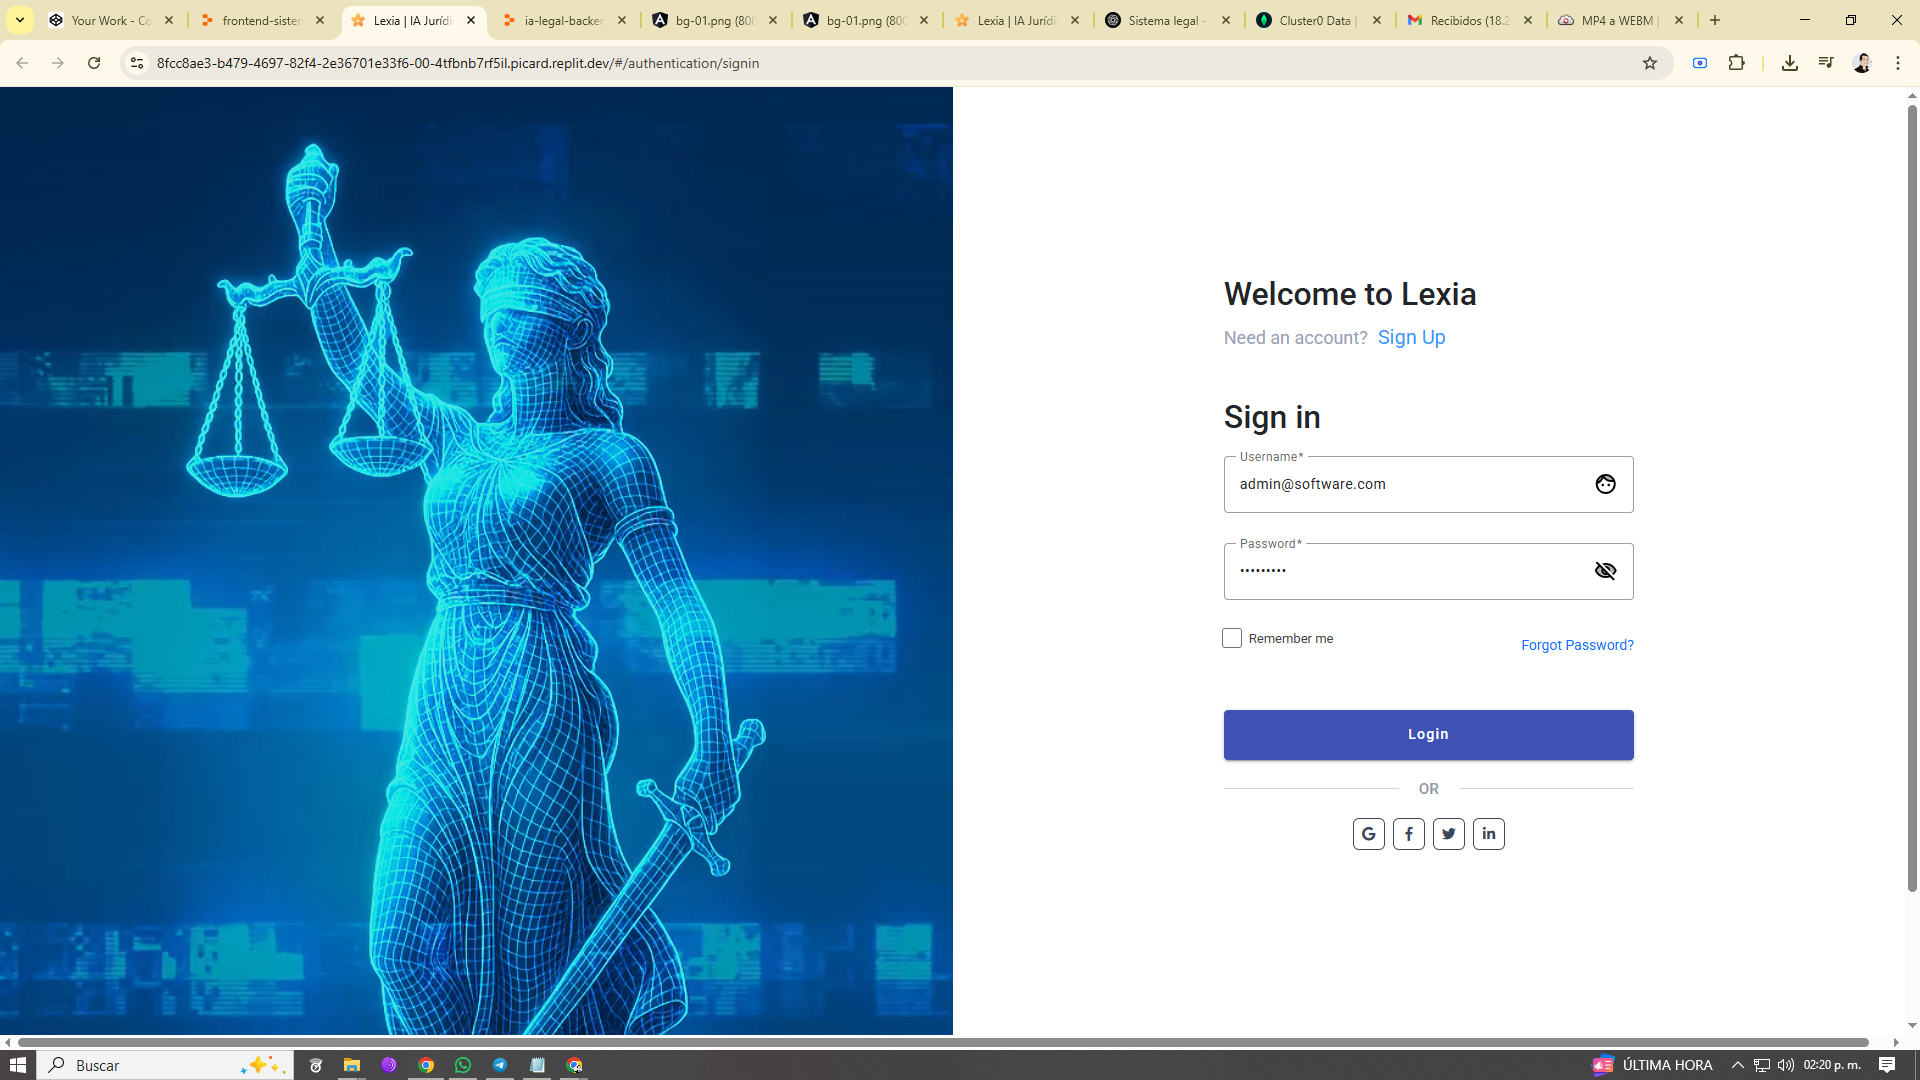 Your Work - Co
frontend-sister
Lexia | IA Jurídi
ia-legal-backer
bg-01.png (800
bg-01.png (800
Lexia | IA Jurídi
Sistema legal -
Cluster0 Data |
Recibidos (18.2
MP4 a WEBM |
8fcc8ae3-b479-4697-82f4-2e36701e33f6-00-4tfbnb7rf5il.picard.replit.dev/#/authentication/signin
Welcome to Lexia
Need an account? Sign Up
Sign in
Username*
admin@software.com
Password*
•••••••••
Remember me
Forgot Password?
Login
OR
Buscar
ÚLTIMA HORA
02:20 p. m.